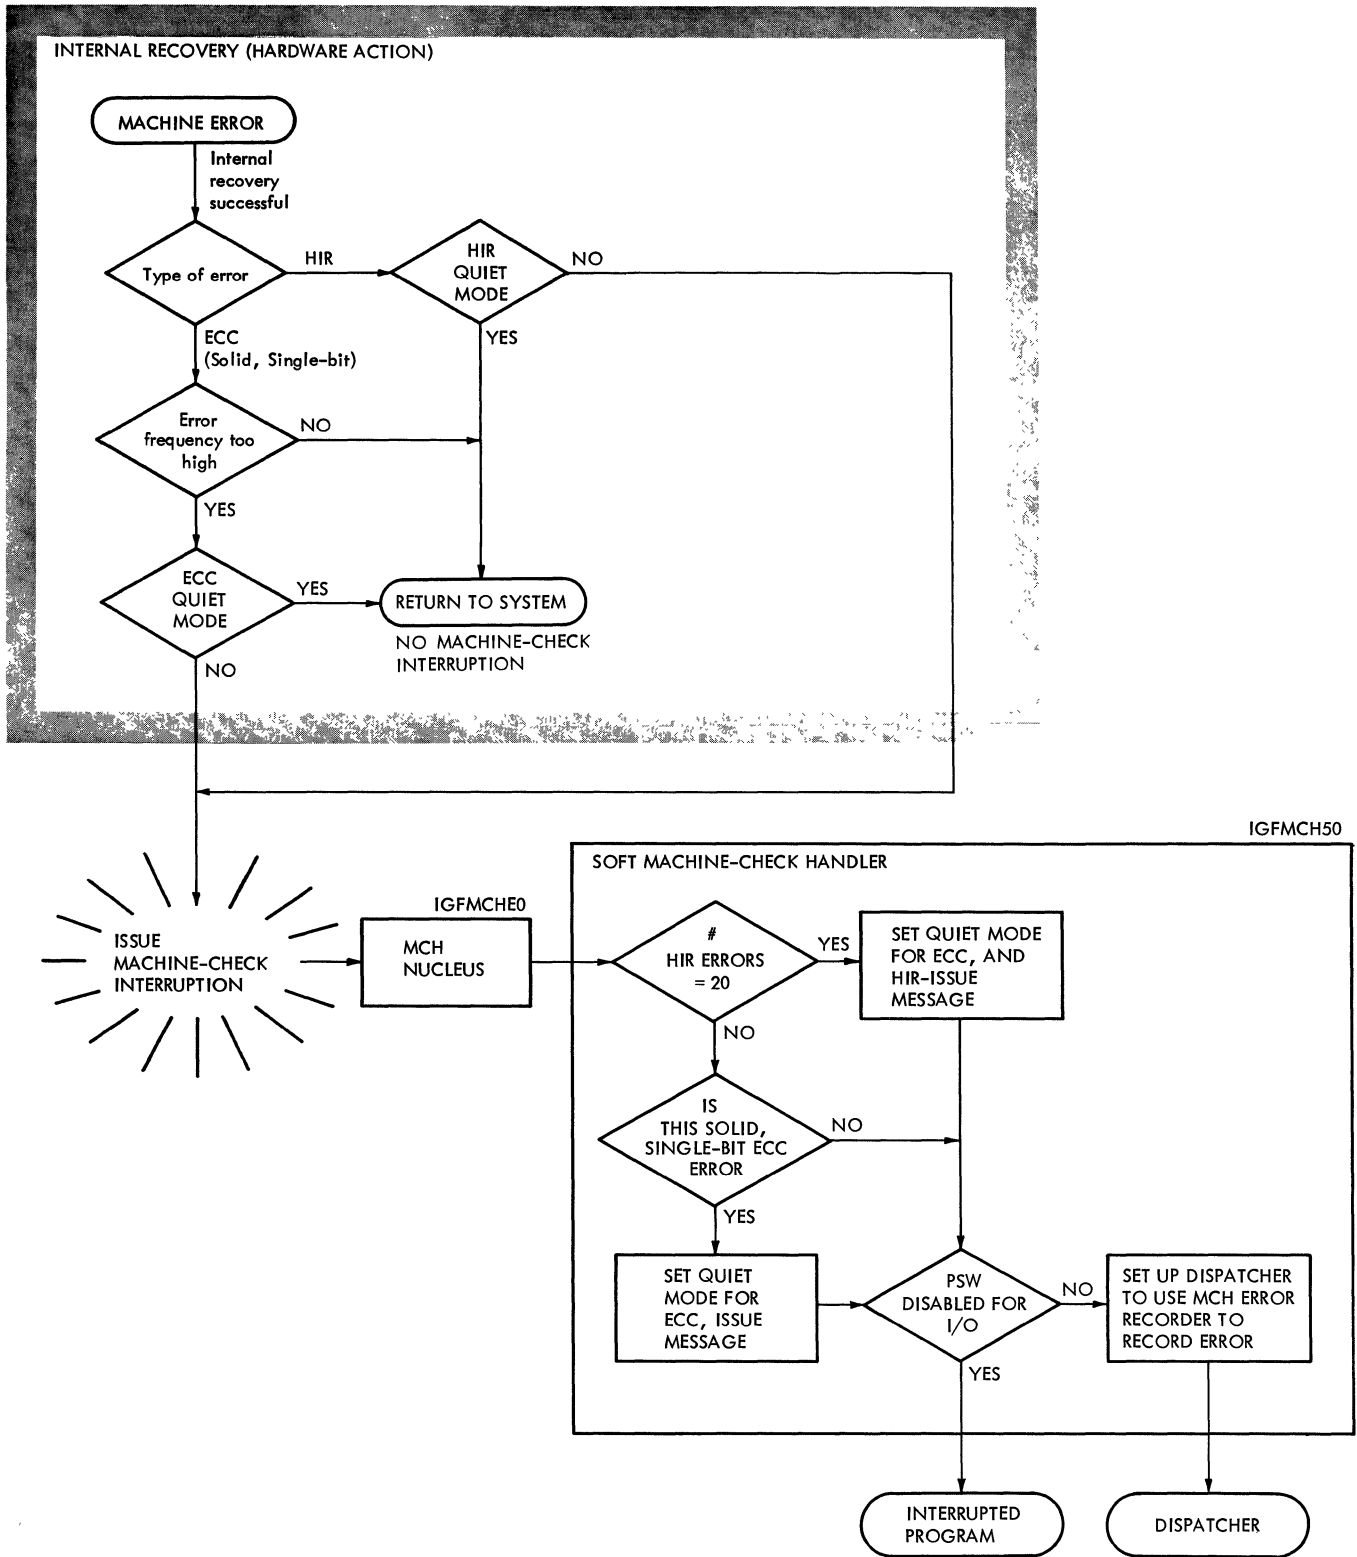 INTERNAL RECOVERY (HARDWARE ACTION)
MACHINE ERROR
Internal
recovery
successful
Type of error
HIR
HIR
QUIET
MODE
NO
YES
ECC
(Solid, Single-bit)
Error
frequency too
high
NO
YES
ECC
QUIET
MODE
YES
RETURN TO SYSTEM
NO MACHINE-CHECK
INTERRUPTION
NO
IGFMCH50
SOFT MACHINE-CHECK HANDLER
ISSUE
MACHINE-CHECK
INTERRUPTION
IGFMCHE0
MCH
NUCLEUS
#
HIR ERRORS
= 20
YES
SET QUIET MODE
FOR ECC, AND
HIR-ISSUE
MESSAGE
NO
IS
THIS SOLID,
SINGLE-BIT ECC
ERROR
NO
YES
SET QUIET
MODE FOR
ECC, ISSUE
MESSAGE
PSW
DISABLED FOR
I/O
NO
SET UP DISPATCHER
TO USE MCH ERROR
RECORDER TO
RECORD ERROR
YES
INTERRUPTED
PROGRAM
DISPATCHER